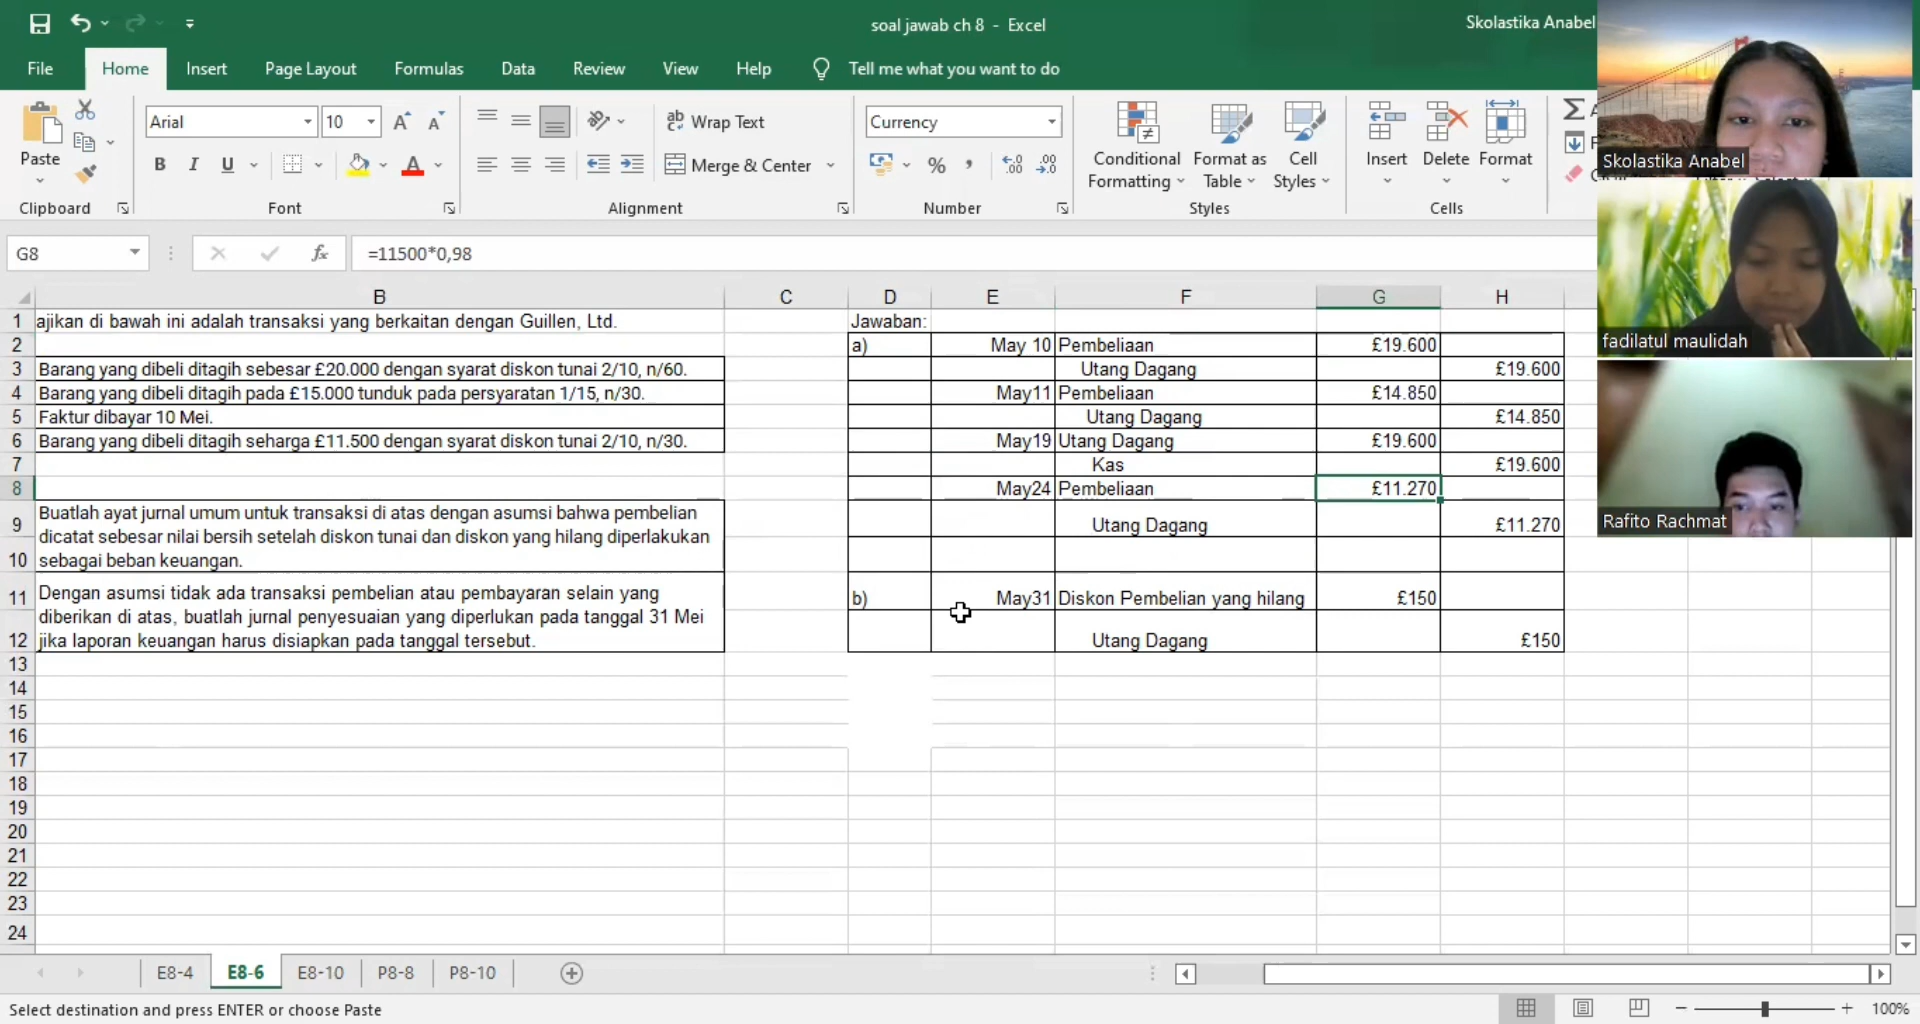 soal jawab ch 8 - Excel
Skolastika Anabel
File Home Insert Page Layout Formulas Data Review View Help Tell me what you want to do
Paste
Clipboard
Arial 10
B I U
Font
Wrap Text
Merge & Center
Alignment
Currency
Number
Conditional Formatting
Format as Table
Cell Styles
Styles
Insert Delete Format
Cells
Skolastika Anabel
fadilatul maulidah
Rafito Rachmat
G8 fx =11500*0,98
B C D E F G H
1 ajikan di bawah ini adalah transaksi yang berkaitan dengan Guillen, Ltd. Jawaban:
2 a) May 10 Pembeliaan £19.600
3 Barang yang dibeli ditagih sebesar £20.000 dengan syarat diskon tunai 2/10, n/60. Utang Dagang £19.600
4 Barang yang dibeli ditagih pada £15.000 tunduk pada persyaratan 1/15, n/30. May11 Pembeliaan £14.850
5 Faktur dibayar 10 Mei. Utang Dagang £14.850
6 Barang yang dibeli ditagih seharga £11.500 dengan syarat diskon tunai 2/10, n/30. May19 Utang Dagang £19.600
7 Kas £19.600
8 May24 Pembeliaan £11.270
Buatlah ayat jurnal umum untuk transaksi di atas dengan asumsi bahwa pembelian
9 dicatat sebesar nilai bersih setelah diskon tunai dan diskon yang hilang diperlakukan Utang Dagang £11.270
10 sebagai beban keuangan.
11 Dengan asumsi tidak ada transaksi pembelian atau pembayaran selain yang b) May31 Diskon Pembelian yang hilang £150
diberikan di atas, buatlah jurnal penyesuaian yang diperlukan pada tanggal 31 Mei
12 jika laporan keuangan harus disiapkan pada tanggal tersebut. Utang Dagang £150
13
14
15
16
17
18
19
20
21
22
23
24
E8-4 E8-6 E8-10 P8-8 P8-10
Select destination and press ENTER or choose Paste 100%